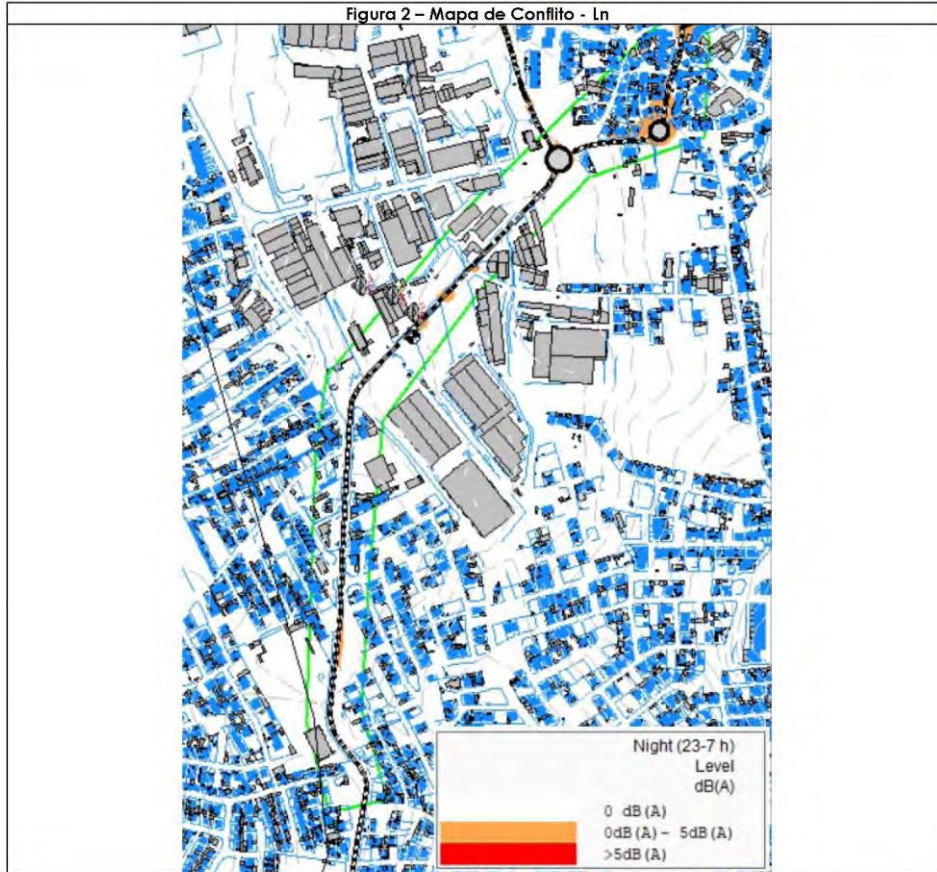 Figura 2 – Mapa de Conflito - Ln
Night (23-7 h)
Level
dB(A)
0 dB(A)
0dB(A) – 5dB(A)
>5dB(A)